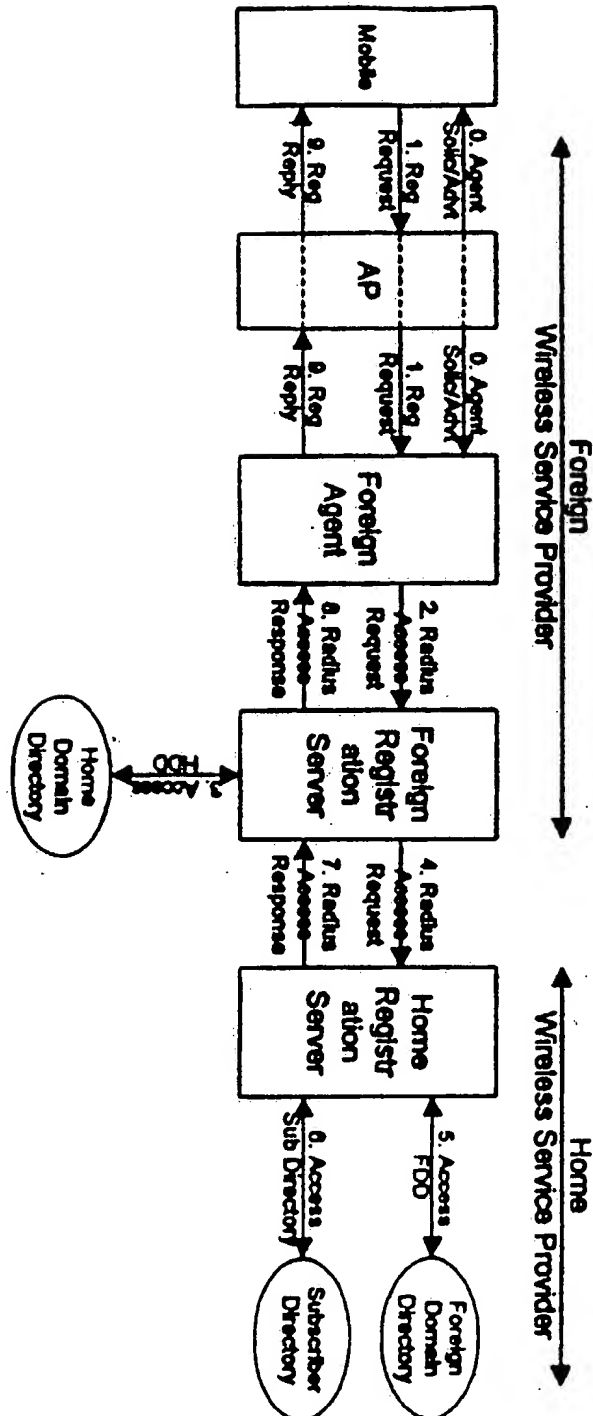 Foreign
Wireless Service Provider
Home
Wireless Service Provider
Mobile
0. Agent
Solic/Advt
1. Reg
Request
9. Reg
Reply
AP
0. Agent
Solic/Advt
1. Reg
Request
9. Reg
Reply
Foreign
Agent
2. Radius
Access
Request
8. Radius
Access
Response
Foreign
Registr
ation
Server
Access
HDD
Home
Domain
Directory
4. Radius
Access
Request
7. Radius
Access
Response
Home
Registr
ation
Server
5. Access
FDD
6. Access
Sub Directory
Foreign
Domain
Directory
Subscriber
Directory